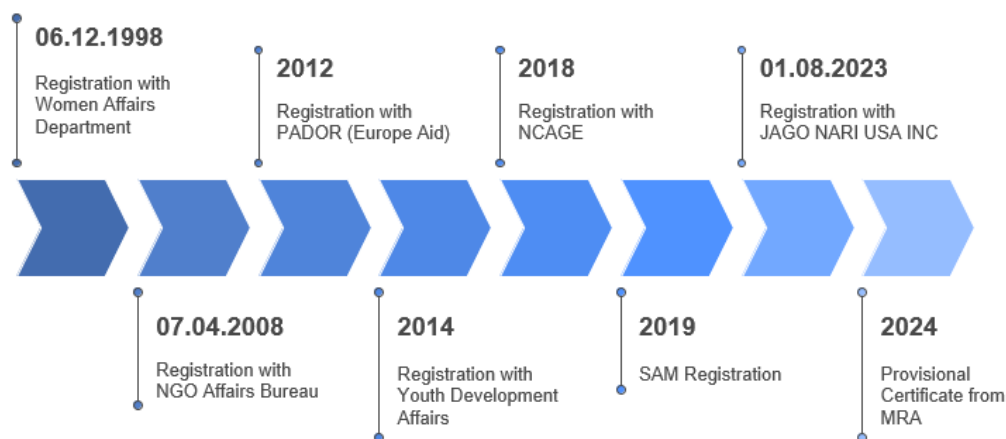 06.12.1998
Registration with
Women Affairs
Department
07.04.2008
Registration with
NGO Affairs Bureau
2012
Registration with
PADOR (Europe Aid)
2014
Registration with
Youth Development
Affairs
2018
Registration with
NCAGE
2019
SAM Registration
01.08.2023
Registration with
JAGO NARI USA INC
2024
Provisional
Certificate from
MRA